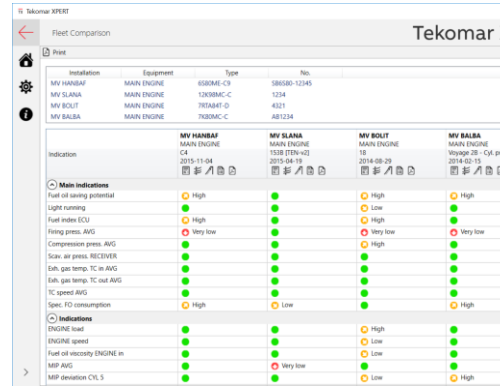 Tekomar XPERT
Fleet Comparison
Tekomar
Print
Installation Equipment Type No.
MV HANBAF MAIN ENGINE 6S80ME-C9 SB6S80-12345
MV SLANA MAIN ENGINE 12K98MC-C 1234
MV BOLIT MAIN ENGINE 7RTA84T-D 4321
MV BALBA MAIN ENGINE 7K80MC-C AB1234
MV HANBAF MV SLANA MV BOLIT MV BALBA
MAIN ENGINE MAIN ENGINE MAIN ENGINE MAIN ENGINE
Indication C4 153B [TEN-v2] 18 Voyage 2B - Cyl. p
2015-11-04 2015-04-19 2014-08-29 2014-02-15
Main indications
Fuel oil saving potential High High High
Light running Low
Fuel index ECU High High
Firing press. AVG Very low Very low Very low
Compression press. AVG High
Scav. air press. RECEIVER
Exh. gas temp. TC in AVG
Exh. gas temp. TC out AVG
TC speed AVG
Spec. FO consumption High Low High
Indications
ENGINE load High
ENGINE speed Low
Fuel oil viscosity ENGINE in Low
MIP AVG Very low
MIP deviation CYL 5 Low High